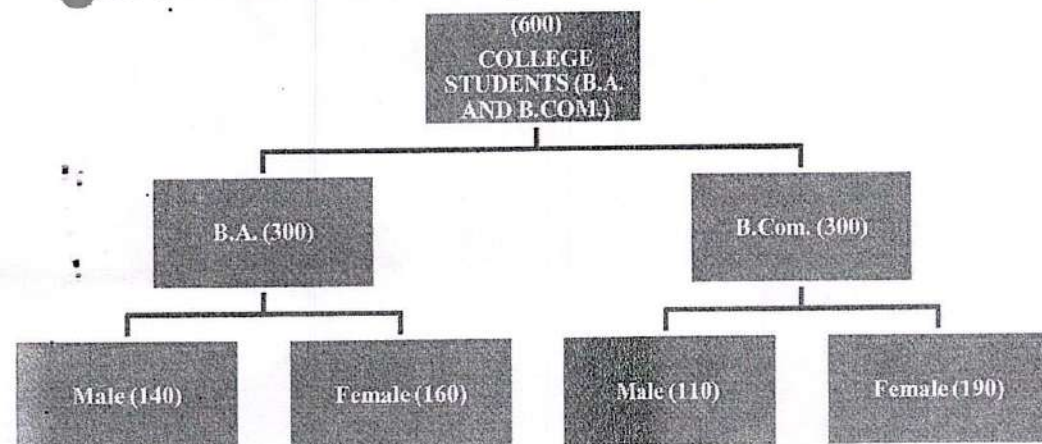 (600)
COLLEGE
STUDENTS (B.A.
AND B.COM.)
B.A. (300)
B.Com. (300)
Male (140)
Female (160)
Male (110)
Female (190)